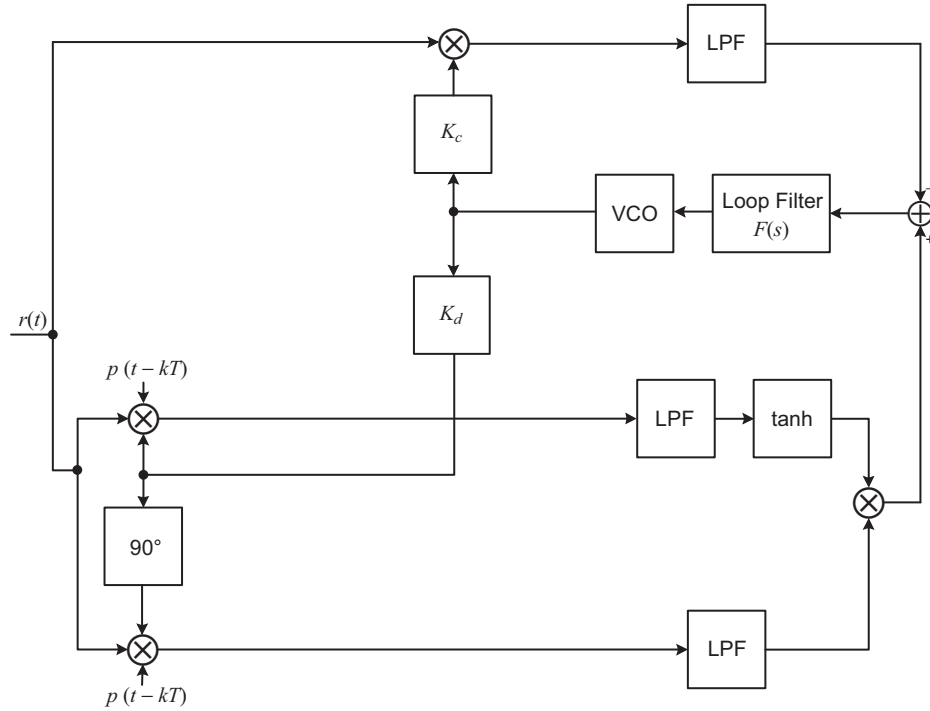 LPF
K_c
VCO
Loop Filter
F(s)
−
+
K_d
r(t)
p (t − kT)
LPF
tanh
90°
LPF
p (t − kT)